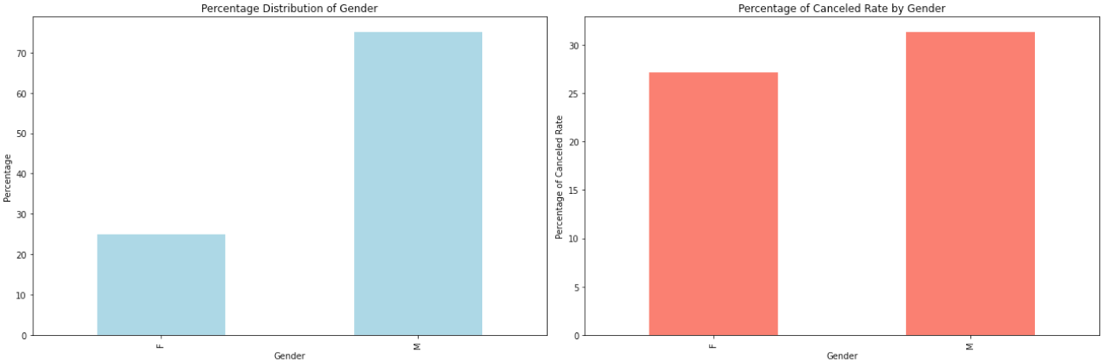 Percentage Distribution of Gender
Percentage
70
60
50
40
30
20
10
0
F
M
Gender
Percentage of Canceled Rate by Gender
Percentage of Canceled Rate
30
25
20
15
10
5
0
F
M
Gender